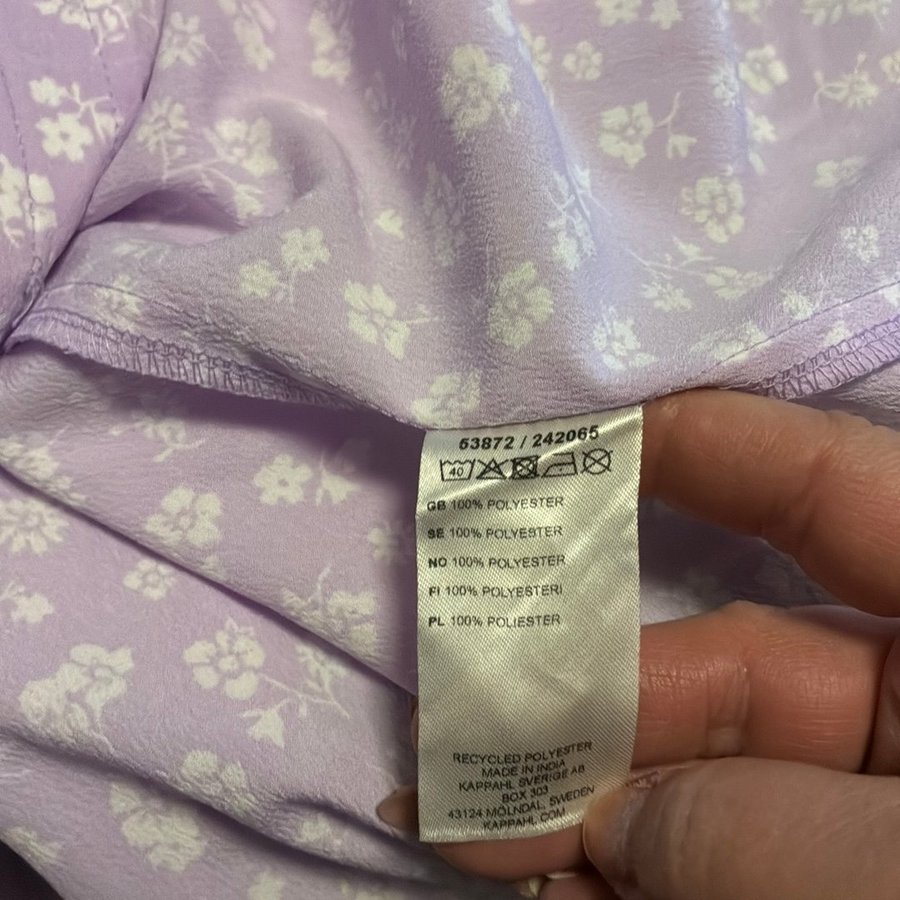 53872 / 242065
40
GB 100% POLYESTER
SE 100% POLYESTER
NO 100% POLYESTER
FI 100% POLYESTERI
PL 100% POLIESTER
RECYCLED POLYESTER
MADE IN INDIA
KAPPAHL SVERIGE AB
BOX 303
43124 MÖLNDAL, SWEDEN
KAPPAHL.COM